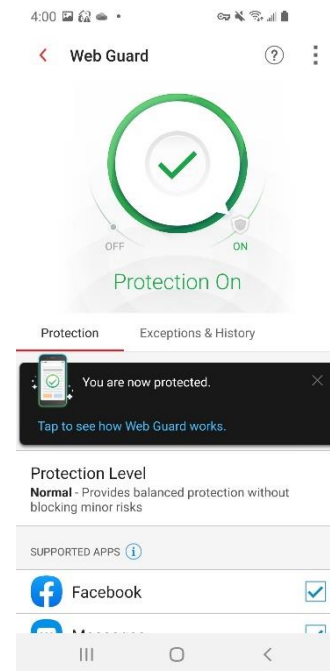 4:00
Web Guard
OFF
ON
Protection On
Protection
Exceptions & History
You are now protected.
Tap to see how Web Guard works.
Protection Level
Normal - Provides balanced protection without
blocking minor risks
SUPPORTED APPS
Facebook